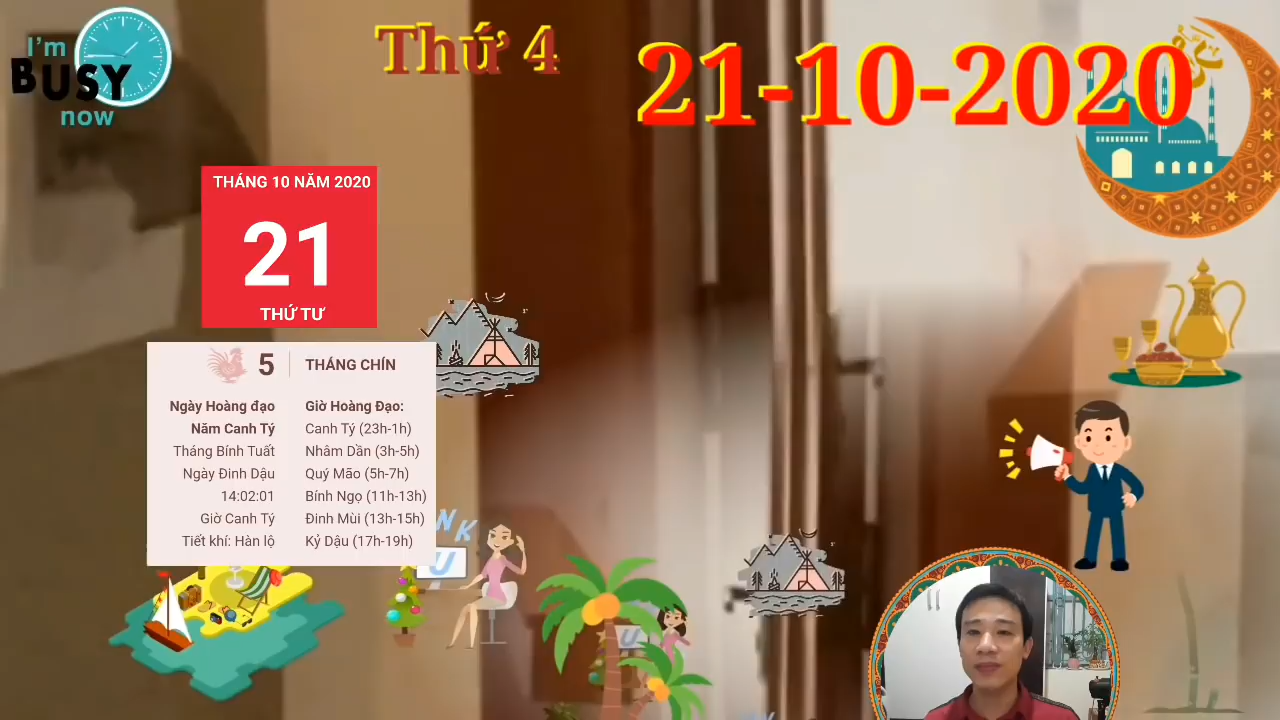 I'm
BUSY
now
Thứ 4
21-10-2020
THÁNG 10 NĂM 2020
21
THỨ TƯ
5
THÁNG CHÍN
Ngày Hoàng đạo
Năm Canh Tý
Tháng Bính Tuất
Ngày Đinh Dậu
14:02:01
Giờ Canh Tý
Tiết khí: Hàn lộ
Giờ Hoàng Đạo:
Canh Tý (23h-1h)
Nhâm Dần (3h-5h)
Quý Mão (5h-7h)
Bính Ngọ (11h-13h)
Đinh Mùi (13h-15h)
Kỷ Dậu (17h-19h)
NK
U
U